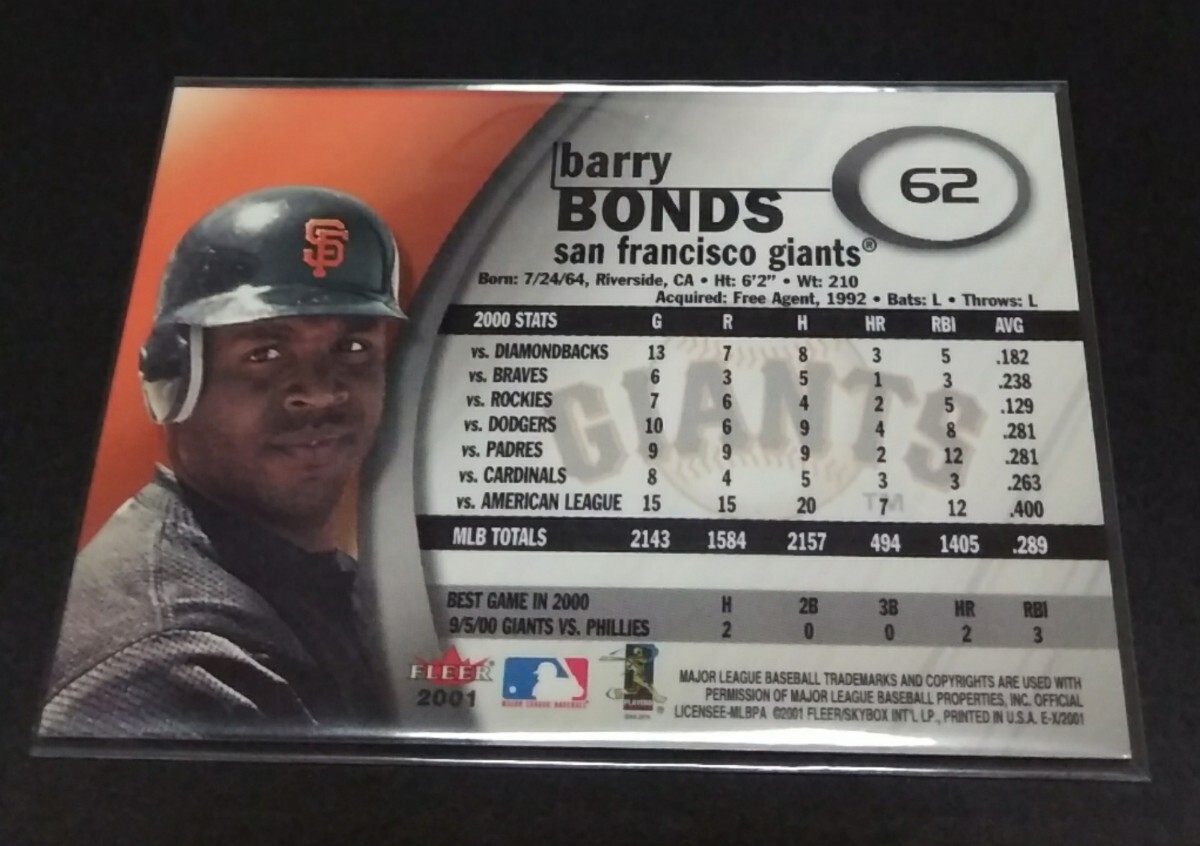 SF
62
barry
BONDS
san francisco giants®
Born: 7/24/64, Riverside, CA • Ht: 6'2" • Wt: 210
Acquired: Free Agent, 1992 • Bats: L • Throws: L
2000 STATS G R H HR RBI AVG
vs. DIAMONDBACKS 13 7 8 3 5 .182
vs. BRAVES 6 3 5 1 3 .238
vs. ROCKIES 7 6 4 2 5 .129
vs. DODGERS 10 6 9 4 8 .281
vs. PADRES 9 9 9 2 12 .281
vs. CARDINALS 8 4 5 3 3 .263
vs. AMERICAN LEAGUE 15 15 20 7 12 .400
GIANTS
TM
MLB TOTALS 2143 1584 2157 494 1405 .289
BEST GAME IN 2000 H 2B 3B HR RBI
9/5/00 GIANTS VS. PHILLIES 2 0 0 2 3
FLEER
2001
MAJOR LEAGUE BASEBALL
PLAYERS
MAJOR LEAGUE BASEBALL TRADEMARKS AND COPYRIGHTS ARE USED WITH
PERMISSION OF MAJOR LEAGUE BASEBALL PROPERTIES, INC. OFFICIAL
LICENSEE-MLBPA ©2001 FLEER/SKYBOX INT'L LP., PRINTED IN U.S.A. E-X/2001